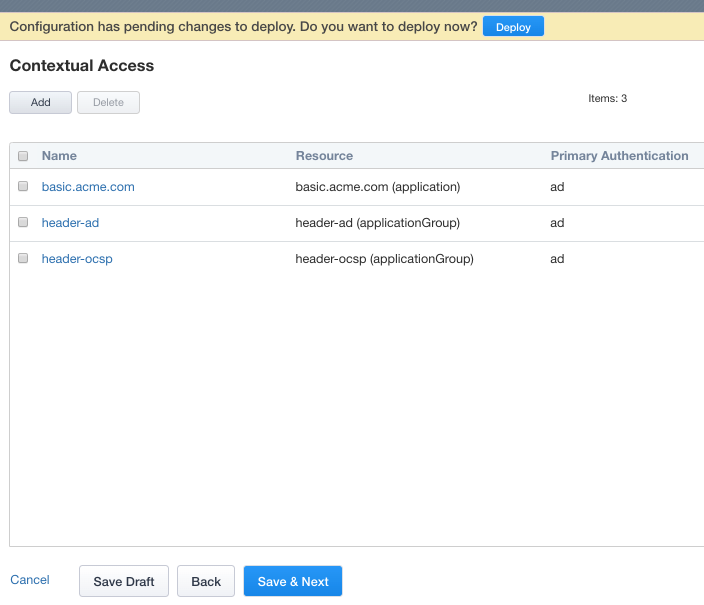 Configuration has pending changes to deploy. Do you want to deploy now? Deploy
Contextual Access
Add Delete Items: 3
Name Resource Primary Authentication
basic.acme.com basic.acme.com (application) ad
header-ad header-ad (applicationGroup) ad
header-ocsp header-ocsp (applicationGroup) ad
Cancel Save Draft Back Save & Next